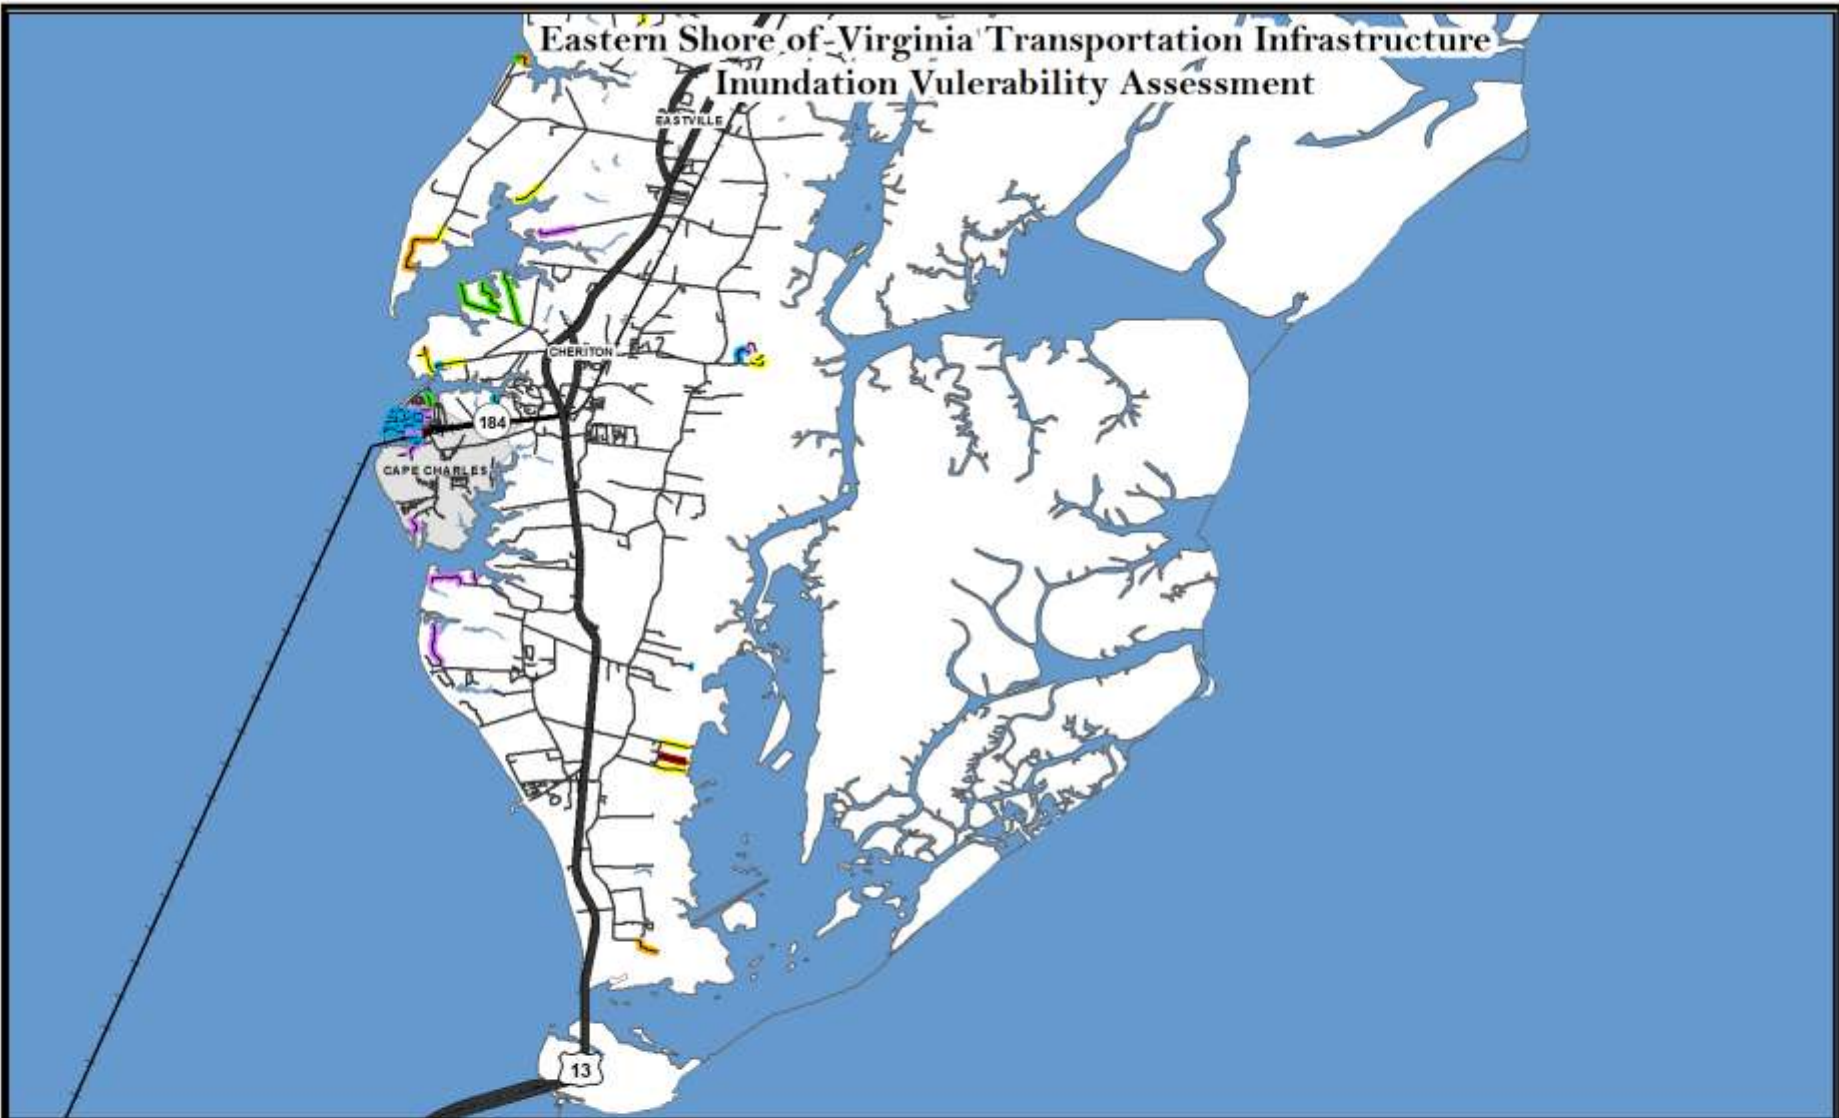 Eastern Shore of Virginia Transportation Infrastructure
Inundation Vulerability Assessment
EASTVILLE
CHERITON
184
CAPE CHARLES
13